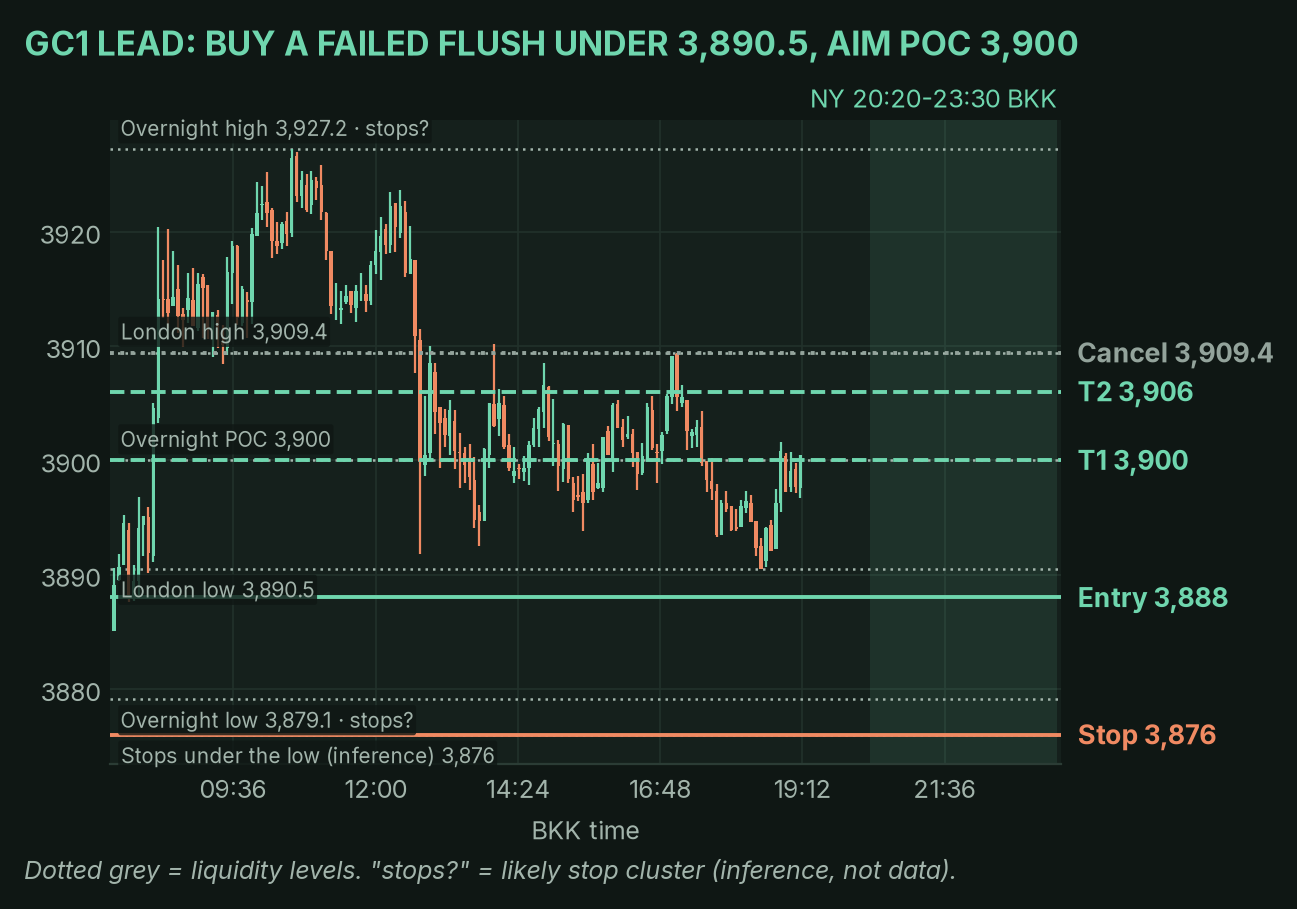 GC1 LEAD: BUY A FAILED FLUSH UNDER 3,890.5, AIM POC 3,900
NY 20:20-23:30 BKK
Overnight high 3,927.2 · stops?
3920
London high 3,909.4
3910
Cancel 3,909.4
T2 3,906
Overnight POC 3,900
3900
T1 3,900
3890
London low 3,890.5
Entry 3,888
3880
Overnight low 3,879.1 · stops?
Stop 3,876
Stops under the low (inference) 3,876
09:36 12:00 14:24 16:48 19:12 21:36
BKK time
Dotted grey = liquidity levels. "stops?" = likely stop cluster (inference, not data).